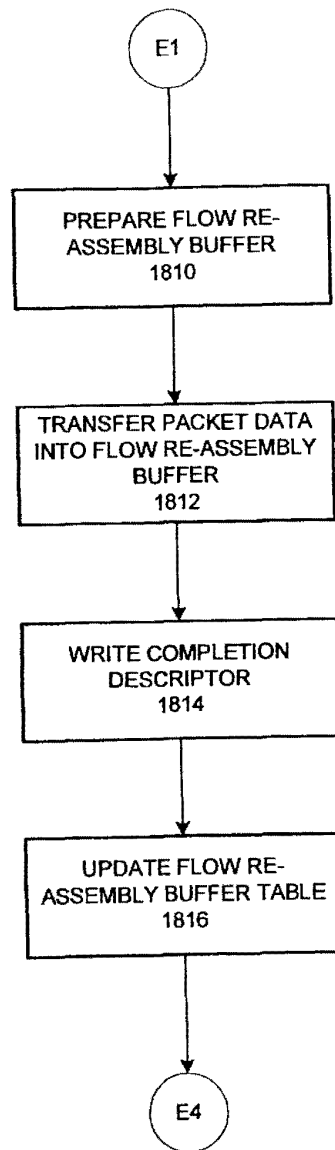 E1
PREPARE FLOW RE-
ASSEMBLY BUFFER
1810
TRANSFER PACKET DATA
INTO FLOW RE-ASSEMBLY
BUFFER
1812
WRITE COMPLETION
DESCRIPTOR
1814
UPDATE FLOW RE-
ASSEMBLY BUFFER TABLE
1816
E4